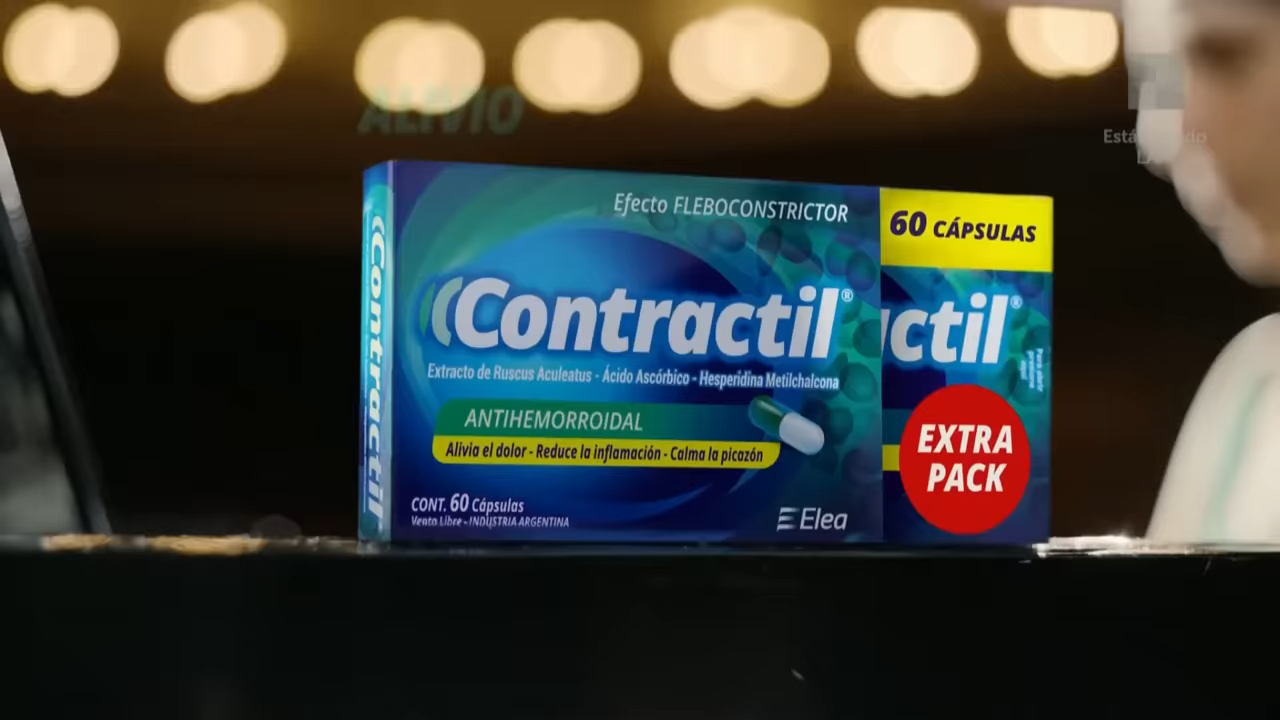 ALIVIO
Efecto FLEBOCONSTRICTOR
60 CÁPSULAS
Contractil®
ctil®
Contractil
Extracto de Ruscus Aculeatus - Ácido Ascórbico - Hesperidina Metilchalcona
ANTIHEMORROIDAL
Alivia el dolor - Reduce la inflamación - Calma la picazón
EXTRA
PACK
CONT. 60 Cápsulas
Venta Libre - INDUSTRIA ARGENTINA
Elea